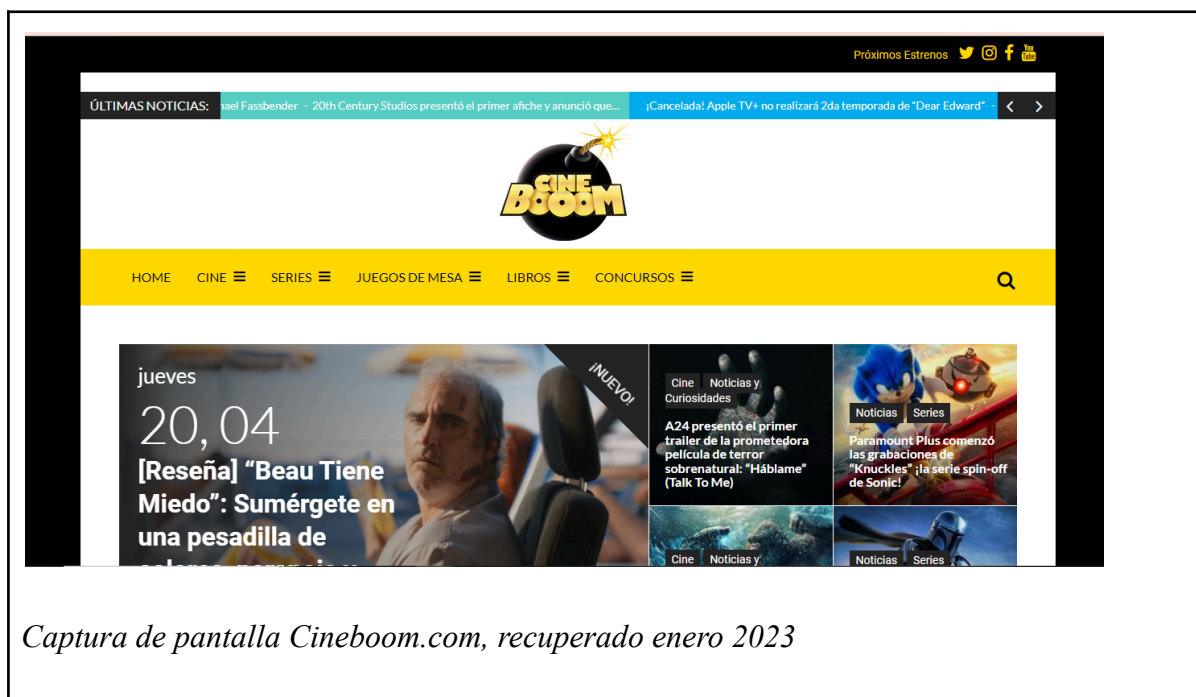 Próximos Estrenos
You
Tube
ÚLTIMAS NOTICIAS:
hael Fassbender - 20th Century Studios presentó el primer afiche y anunció que...
¡Cancelada! Apple TV+ no realizará 2da temporada de "Dear Edward" -
CINE
BOOOM
HOME CINE SERIES JUEGOS DE MESA LIBROS CONCURSOS
jueves
20, 04
[Reseña] "Beau Tiene
Miedo": Sumérgete en
una pesadilla de
¡NUEVO!
Cine Noticias y
Curiosidades
A24 presentó el primer
trailer de la prometedora
película de terror
sobrenatural: "Háblame"
(Talk To Me)
Noticias Series
Paramount Plus comenzó
las grabaciones de
"Knuckles" ¡la serie spin-off
de Sonic!
Cine Noticias y
Noticias Series
Captura de pantalla Cineboom.com, recuperado enero 2023